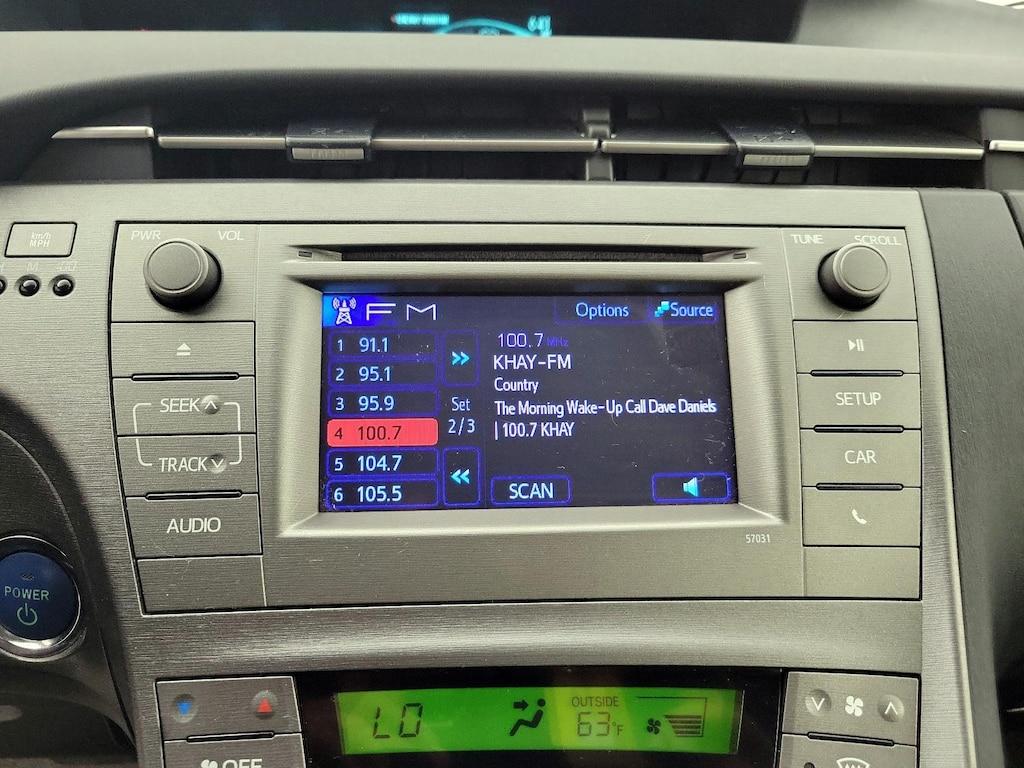 6:43
km/h
MPH
PWR
VOL
TUNE
SCROLL
FM
Options
Source
1 91.1
2 95.1
3 95.9
4 100.7
5 104.7
6 105.5
Set
2/3
100.7 MHz
KHAY-FM
Country
The Morning Wake-Up Call Dave Daniels
| 100.7 KHAY
SCAN
SEEK
TRACK
AUDIO
SETUP
CAR
57031
POWER
LO
OUTSIDE
63°F
OFF